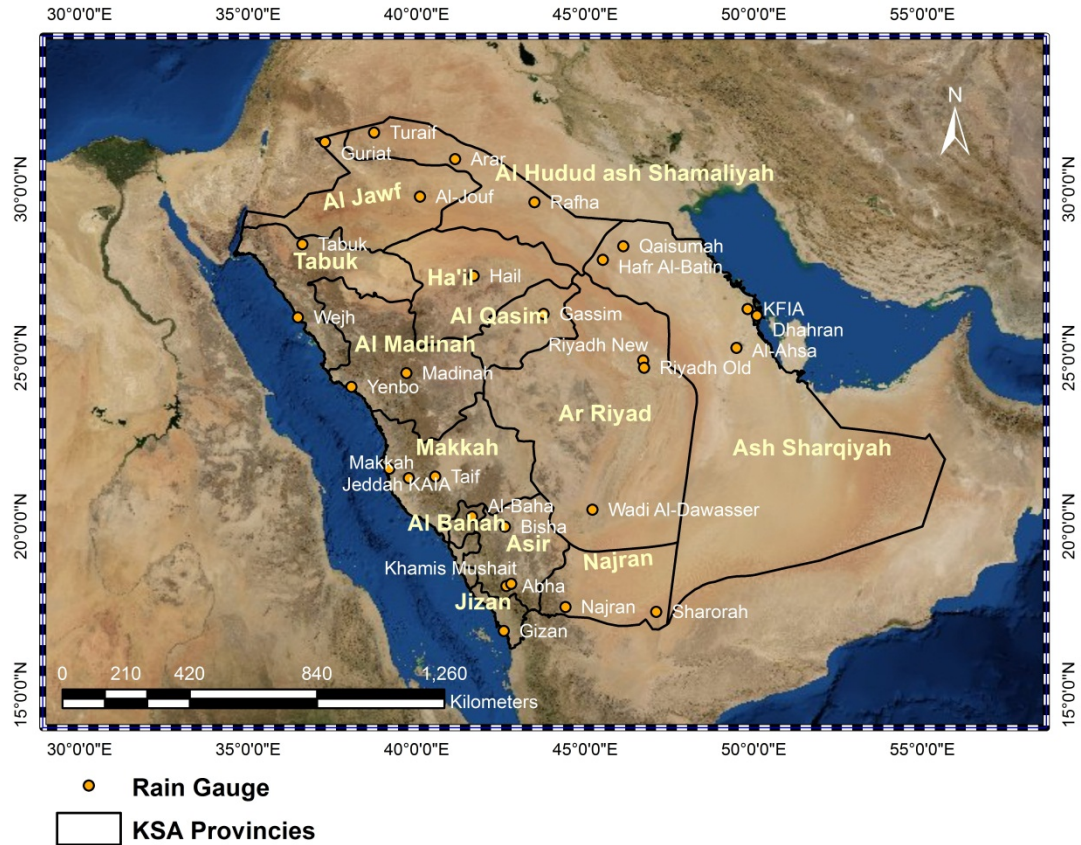 30°0'0"E 35°0'0"E 40°0'0"E 45°0'0"E 50°0'0"E 55°0'0"E
N
Turaif
Guriat
Arar
Al Hudud ash Shamaliyah
30°0'0"N
30°0'0"N
Al Jawf
Al-Jouf
Rafha
Tabuk
Tabuk
Qaisumah
Hafr Al-Batin
Ha'il
Hail
Wejh
Al Qasim
Gassim
KFIA
Dhahran
Al Madinah
Riyadh New
Al-Ahsa
25°0'0"N
25°0'0"N
Madinah
Riyadh Old
Yenbo
Ar Riyad
Makkah
Ash Sharqiyah
Makkah
Jeddah KAIA
Taif
Al-Baha
Wadi Al-Dawasser
Al Bahah
Bisha
20°0'0"N
20°0'0"N
Asir
Najran
Khamis Mushait
Abha
Jizan
Najran
Sharorah
Gizan
0 210 420 840 1,260
Kilometers
15°0'0"N
15°0'0"N
30°0'0"E 35°0'0"E 40°0'0"E 45°0'0"E 50°0'0"E 55°0'0"E
Rain Gauge
KSA Provincies